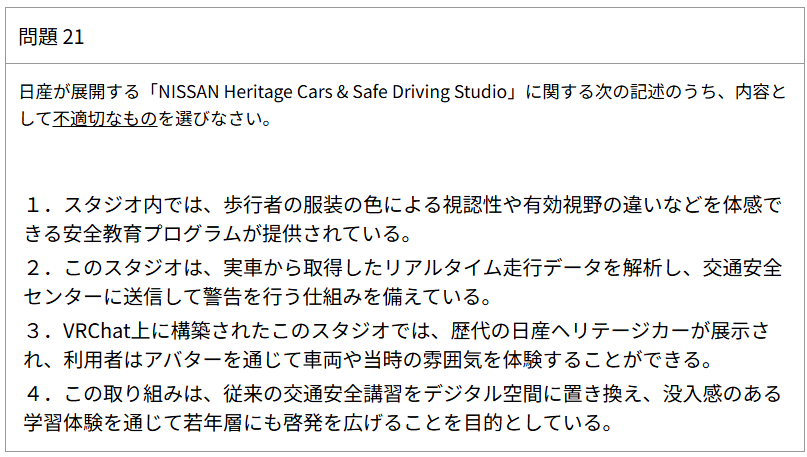 問題 21
日産が展開する「NISSAN Heritage Cars & Safe Driving Studio」に関する次の記述のうち、内容と
して不適切なものを選びなさい。
１．スタジオ内では、歩行者の服装の色による視認性や有効視野の違いなどを体感で
きる安全教育プログラムが提供されている。
２．このスタジオは、実車から取得したリアルタイム走行データを解析し、交通安全
センターに送信して警告を行う仕組みを備えている。
３．VRChat上に構築されたこのスタジオでは、歴代の日産ヘリテージカーが展示さ
れ、利用者はアバターを通じて車両や当時の雰囲気を体験することができる。
４．この取り組みは、従来の交通安全講習をデジタル空間に置き換え、没入感のある
学習体験を通じて若年層にも啓発を広げることを目的としている。